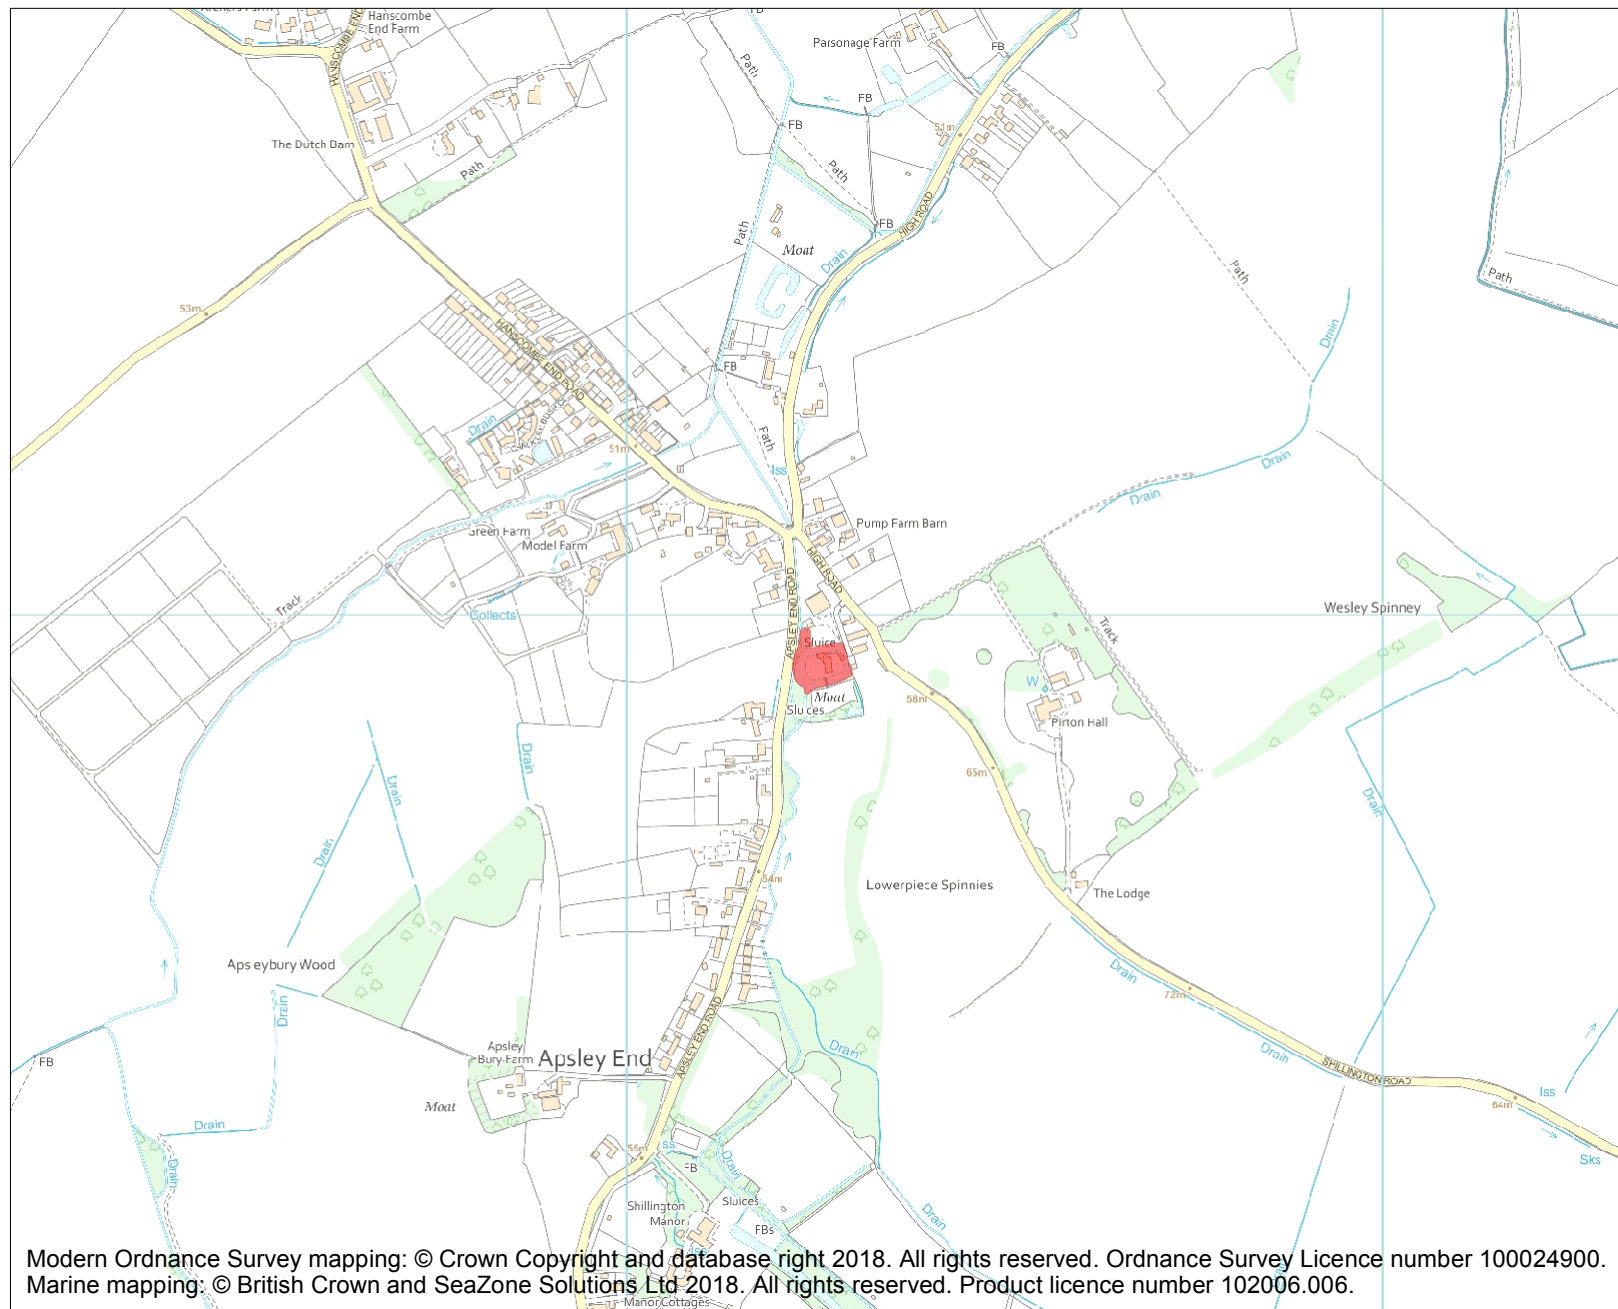 Hanscombe
End Farm
HANSCOMBE END
Parsonage Farm
FB
FB
Path
FB
FB
51m
The Dutch Dam
Path
Path
FB
HIGH ROAD
Path
Moat
Drain
Path
Path
53m
Drain
HANSCOMBE END ROAD
FB
Drain
Path
51m
Iss
Drain
Drain
Green Farm
Model Farm
Pump Farm Barn
HIGH ROAD
APSLEY END ROAD
Track
Collects
Wesley Spinney
Track
Sluice
W
Moat
Sluices
58m
Pirton Hall
Drain
65m
Drain
Drain
Drain
54m
Lowerpiece Spinnies
The Lodge
Apsleybury Wood
Drain
Drain
72m
APSLEY END ROAD
Drain
Drain
FB
Apsley
Bury Farm
Apsley End
SHILLINGTON ROAD
Iss
Moat
64m
Drain
55m
Iss
Sks
Drain
FB
Drain
Shillington
Manor
Sluices
Drain
FBs
Iss
Modern Ordnance Survey mapping: © Crown Copyright and database right 2018. All rights reserved. Ordnance Survey Licence number 100024900.
Marine mapping: © British Crown and SeaZone Solutions Ltd 2018. All rights reserved. Product licence number 102006.006.
Manor Cottages